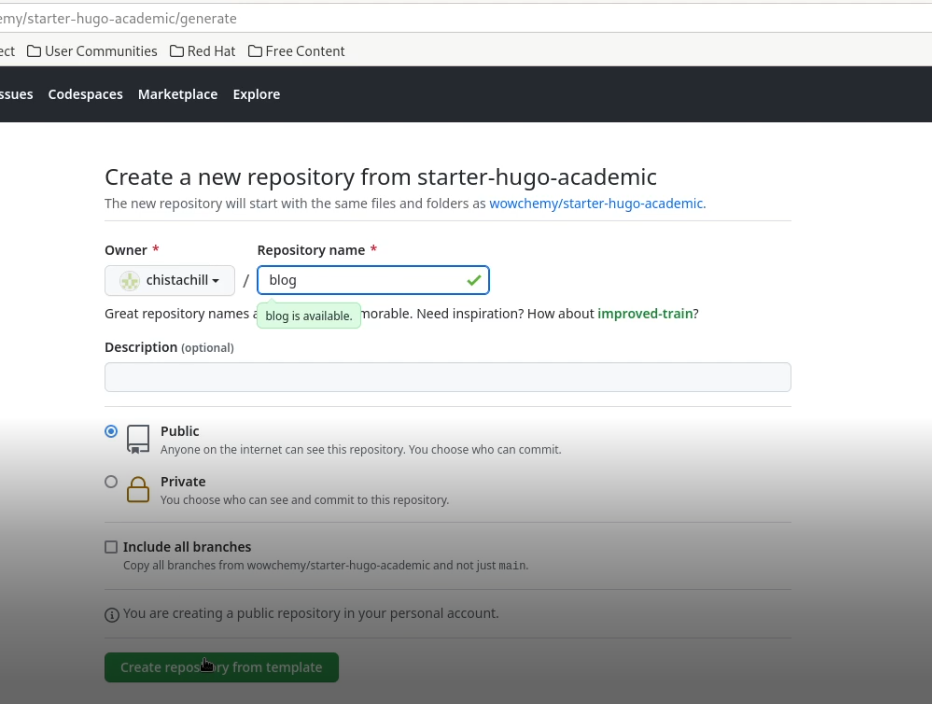 emy/starter-hugo-academic/generate
ect User Communities Red Hat Free Content
ssues Codespaces Marketplace Explore
Create a new repository from starter-hugo-academic
The new repository will start with the same files and folders as wowchemy/starter-hugo-academic.
Owner * Repository name *
chistachill / blog
Great repository names a morable. Need inspiration? How about improved-train?
blog is available.
Description (optional)
Public
Anyone on the internet can see this repository. You choose who can commit.
Private
You choose who can see and commit to this repository.
Include all branches
Copy all branches from wowchemy/starter-hugo-academic and not just main.
You are creating a public repository in your personal account.
Create repository from template